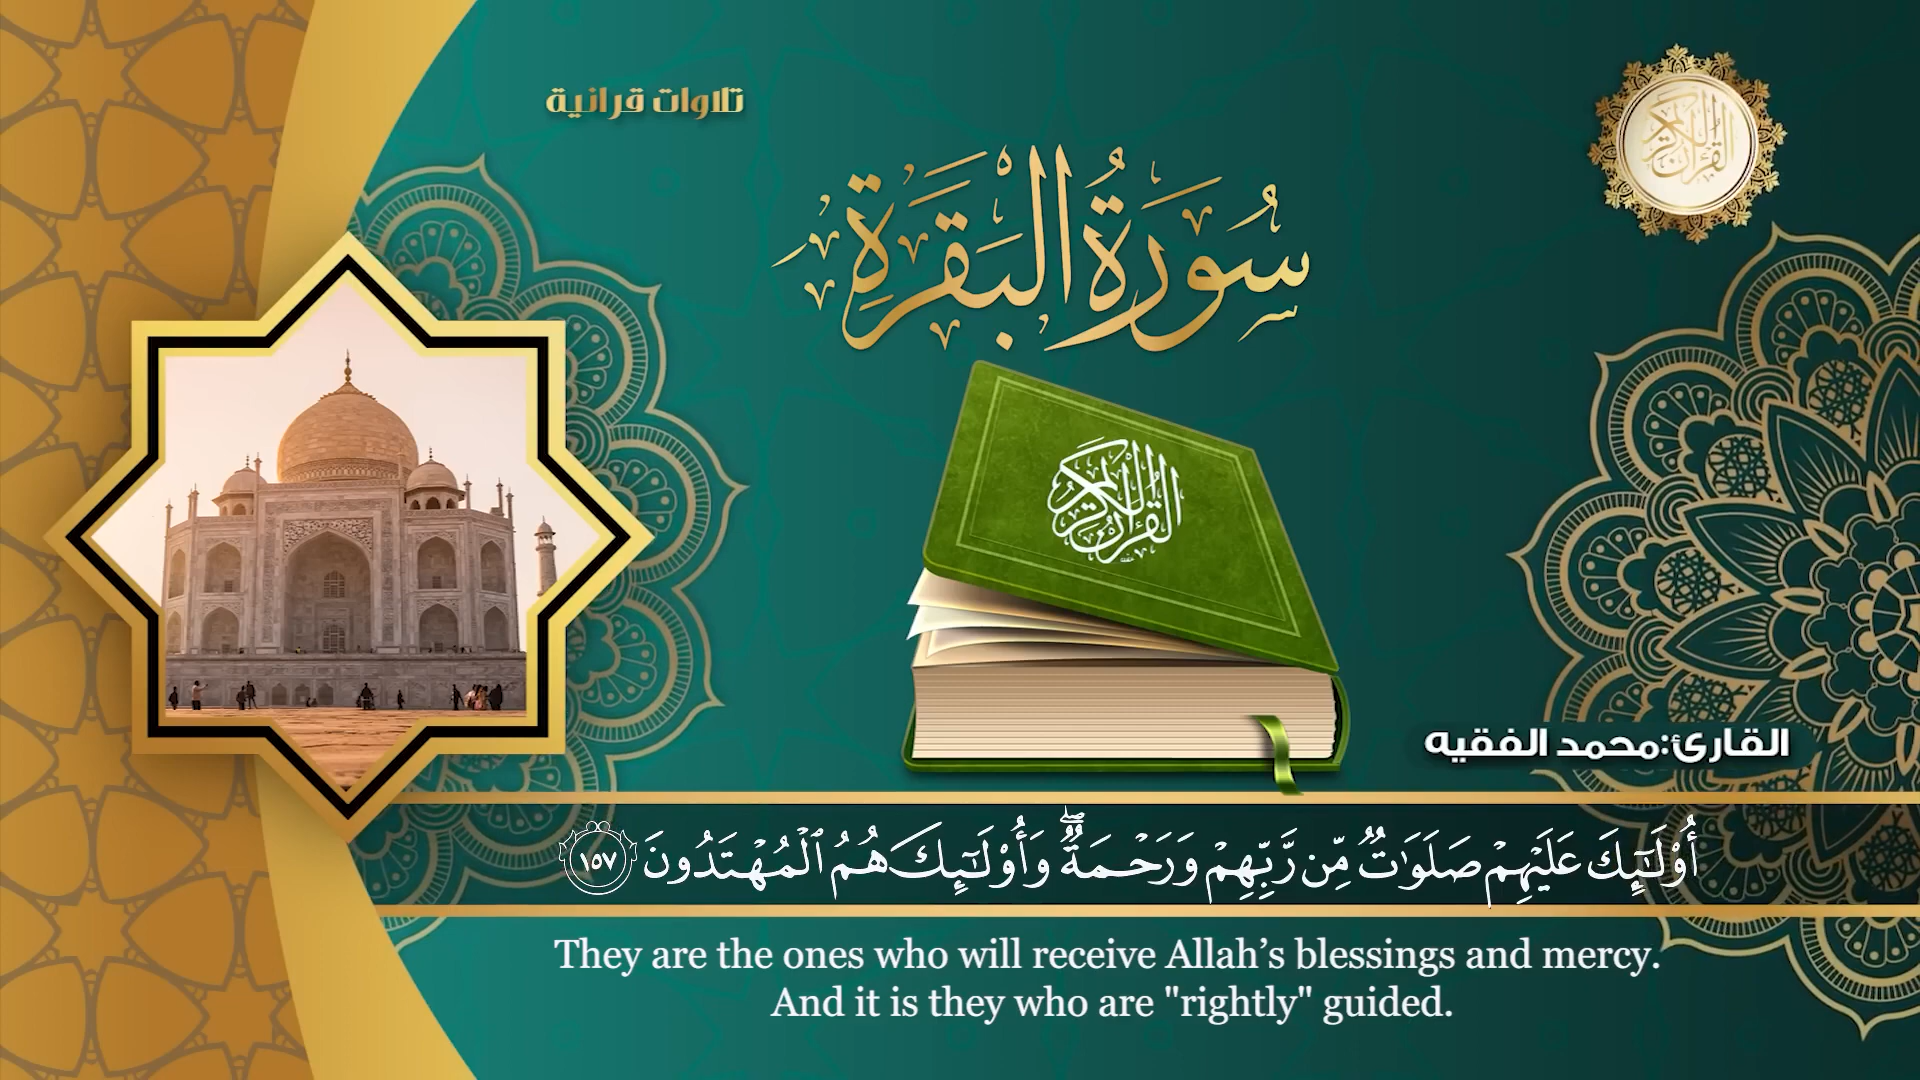 تلاوات قرانية
القرآن الكريم
سُورَةُ البَقَرَةِ
القرآن الكريم
القارئ:محمد الفقيه
أُوْلَـٰٓئِكَ عَلَيْهِمْ صَلَوَٰتٌ مِّن رَّبِّهِمْ وَرَحْمَةٌۖ وَأُوْلَـٰٓئِكَ هُمُ ٱلْمُهْتَدُونَ ١٥٧
They are the ones who will receive Allah’s blessings and mercy.
And it is they who are "rightly" guided.